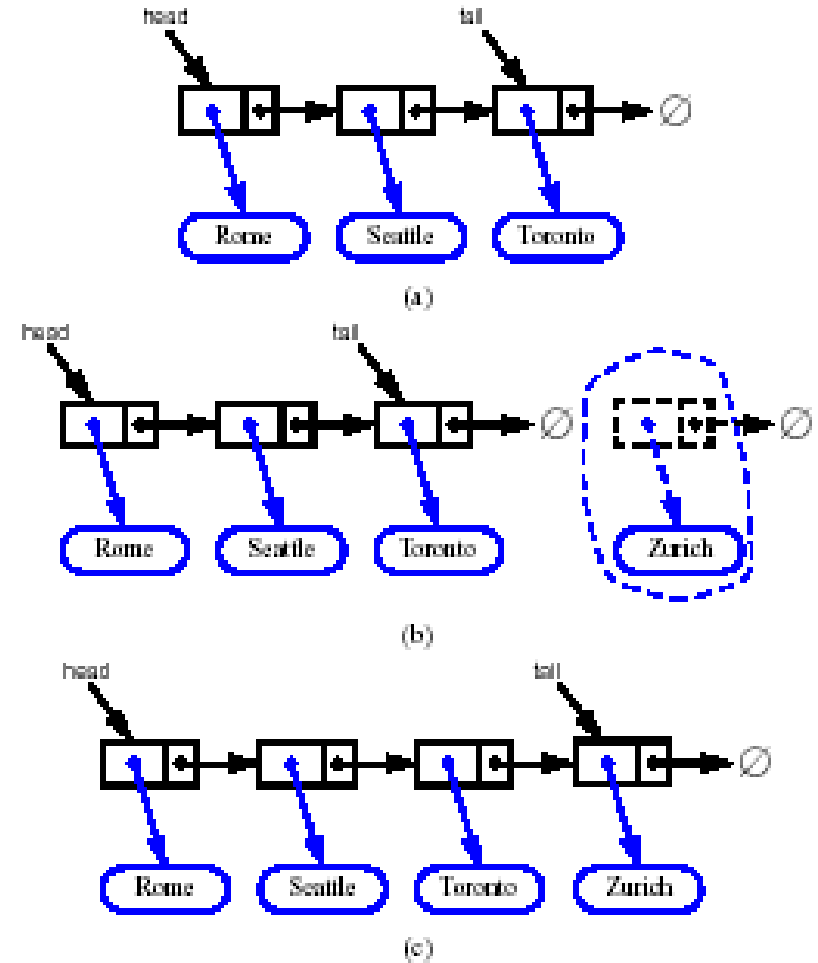 head tail
∅
Rome Seattle Toronto
(a)
head tail
∅ ∅
Rome Seattle Toronto Zurich
(b)
head tail
∅
Rome Seattle Toronto Zurich
(c)